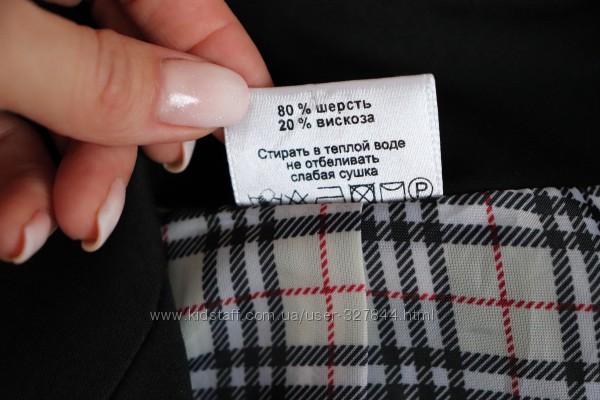 80 % шерсть
20 % вискоза
Стирать в теплой воде
не отбеливать
слабая сушка
P
www.kidstaff.com.ua/user-327844.html